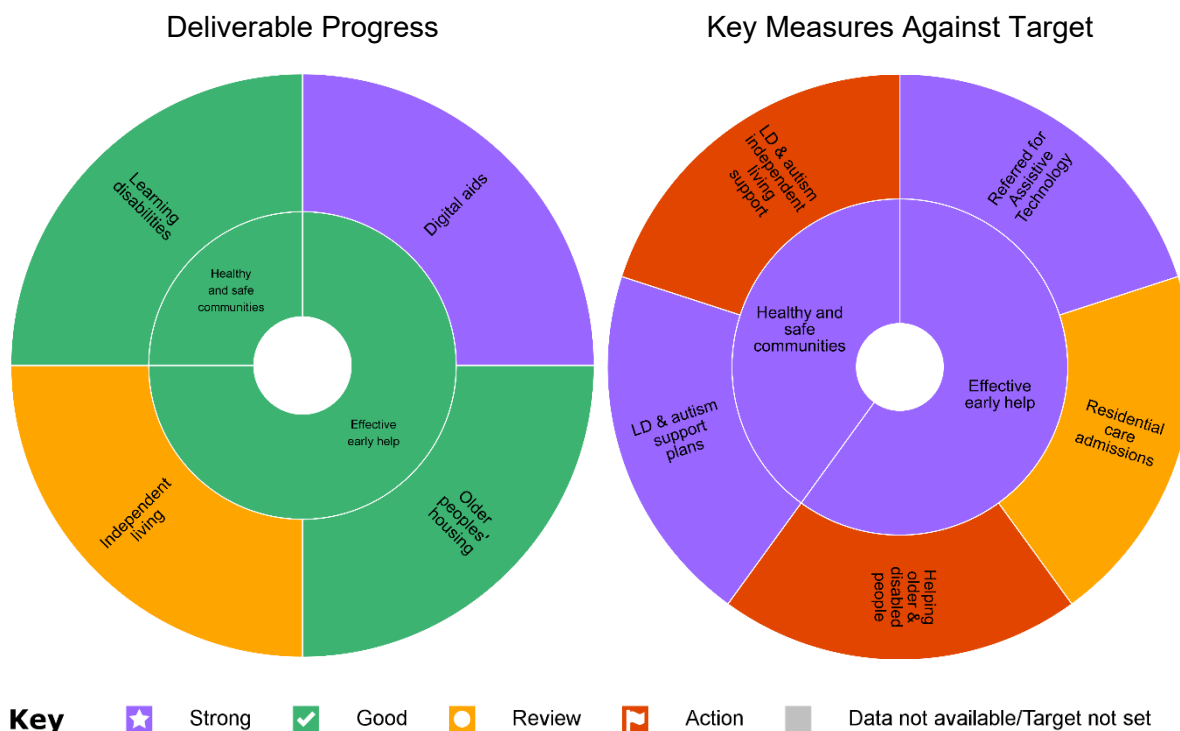 Deliverable Progress
Key Measures Against Target
Learning
disabilities
Digital aids
Healthy
and safe
communities
Effective
early help
Independent
living
Older
peoples'
housing
LD & autism
independent
living
support
Referred for
Assistive
Technology
Healthy and
safe
communities
Effective
early help
LD & autism
support
plans
Residential
care
admissions
Helping
older &
disabled
people
Key
Strong
Good
Review
Action
Data not available/Target not set